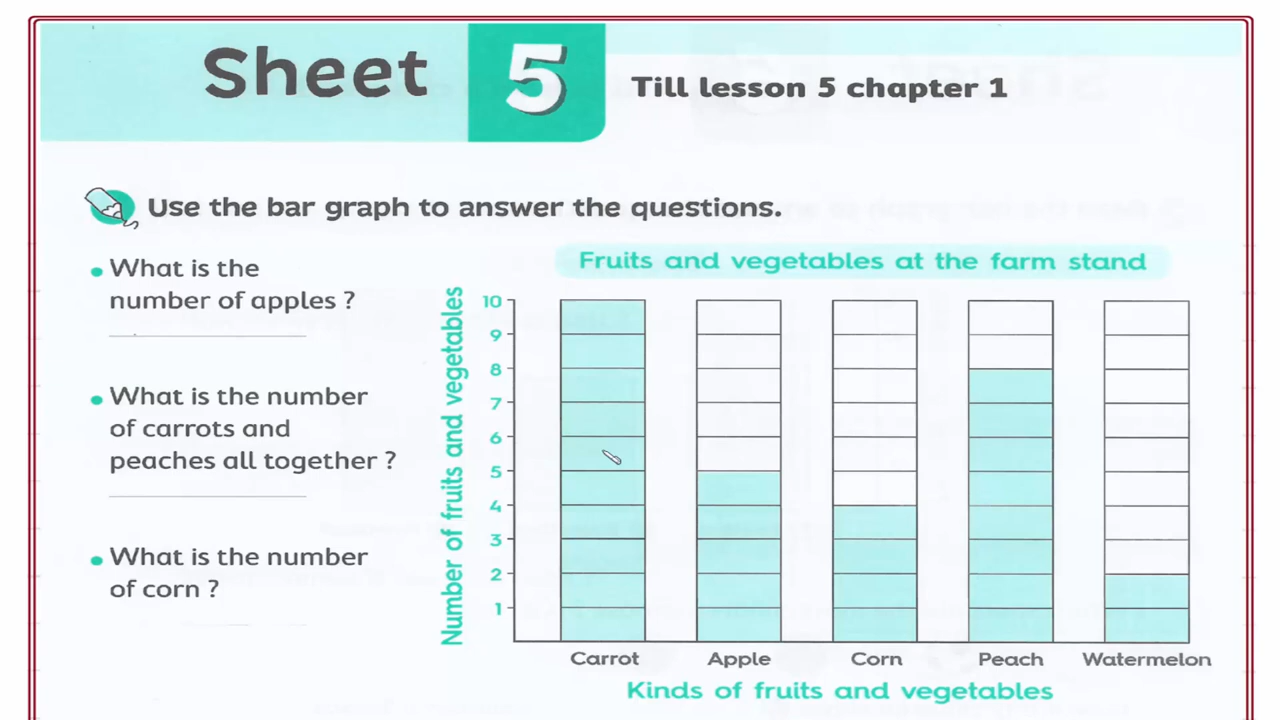 Sheet 5 Till lesson 5 chapter 1
Use the bar graph to answer the questions.
• What is the
number of apples ?
• What is the number
of carrots and
peaches all together ?
• What is the number
of corn ?
Fruits and vegetables at the farm stand
Number of fruits and vegetables
10
9
8
7
6
5
4
3
2
1
Carrot Apple Corn Peach Watermelon
Kinds of fruits and vegetables